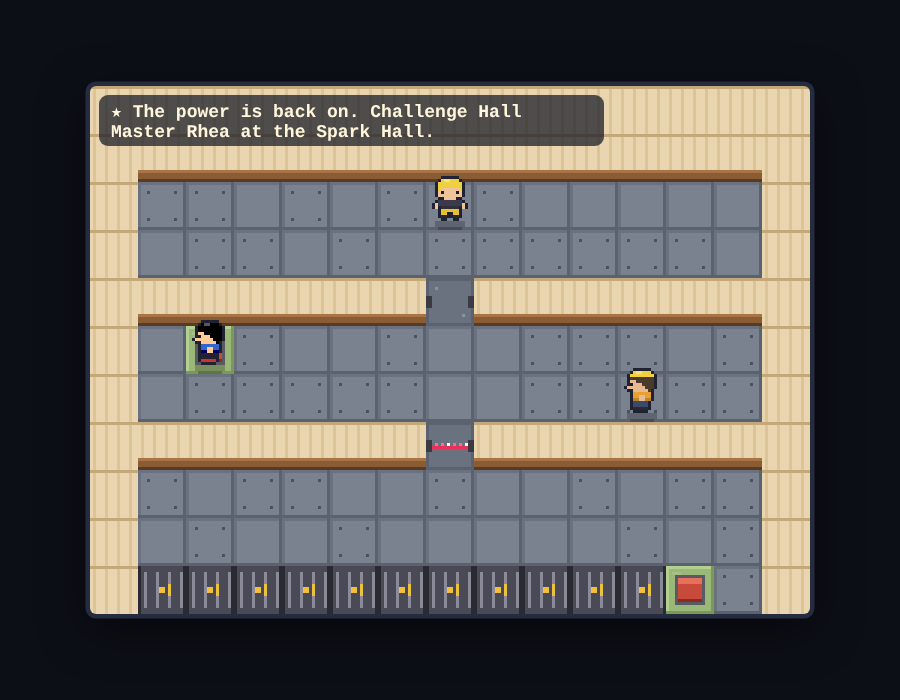 ★ The power is back on. Challenge Hall
Master Rhea at the Spark Hall.